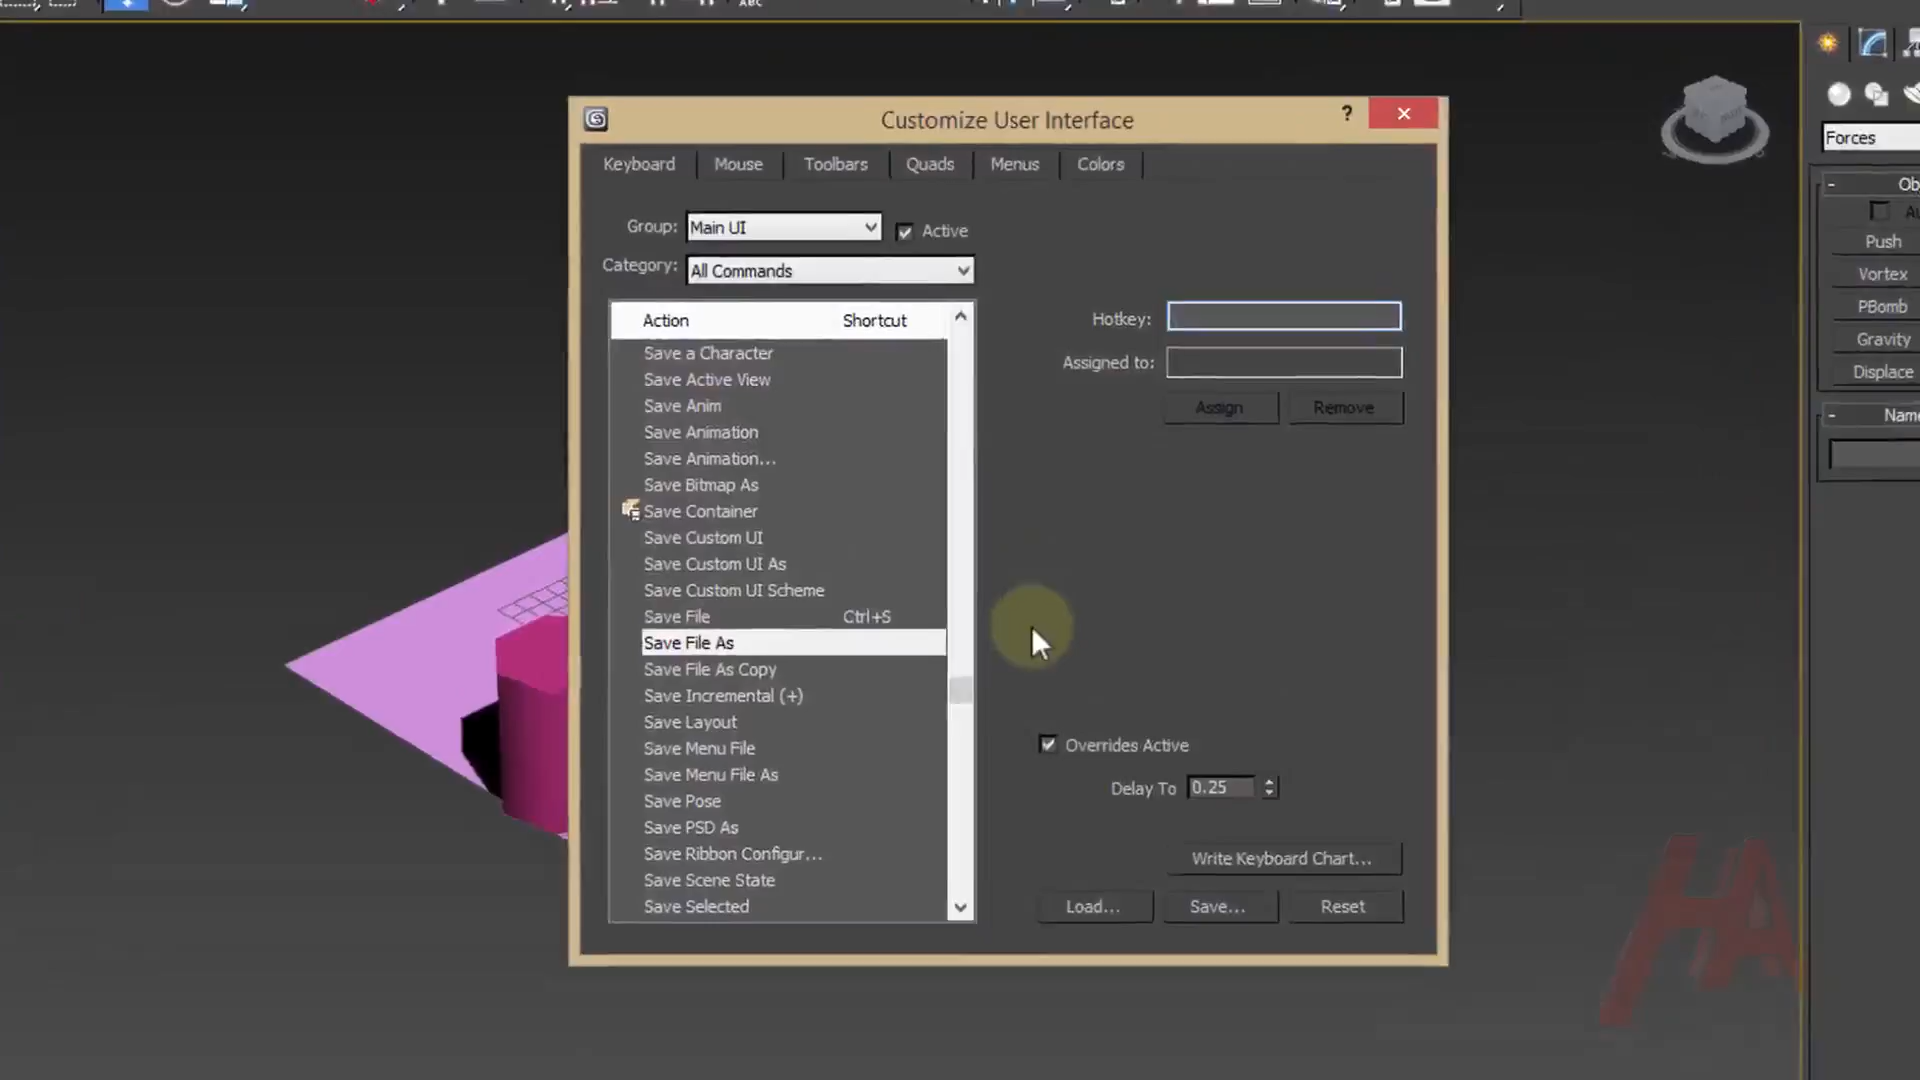 ABC
Customize User Interface
?
Keyboard
Mouse
Toolbars
Quads
Menus
Colors
Group:
Main UI
Active
Category:
All Commands
Action Shortcut
Save a Character
Save Active View
Save Anim
Save Animation
Save Animation...
Save Bitmap As
Save Container
Save Custom UI
Save Custom UI As
Save Custom UI Scheme
Save File Ctrl+S
Save File As
Save File As Copy
Save Incremental (+)
Save Layout
Save Menu File
Save Menu File As
Save Pose
Save PSD As
Save Ribbon Configur...
Save Scene State
Save Selected
Hotkey:
Assigned to:
Assign
Remove
Overrides Active
Delay To 0.25
Write Keyboard Chart...
Load...
Save...
Reset
Forces
- Ob
Au
Push
Vortex
PBomb
Gravity
Displace
- Name
HA